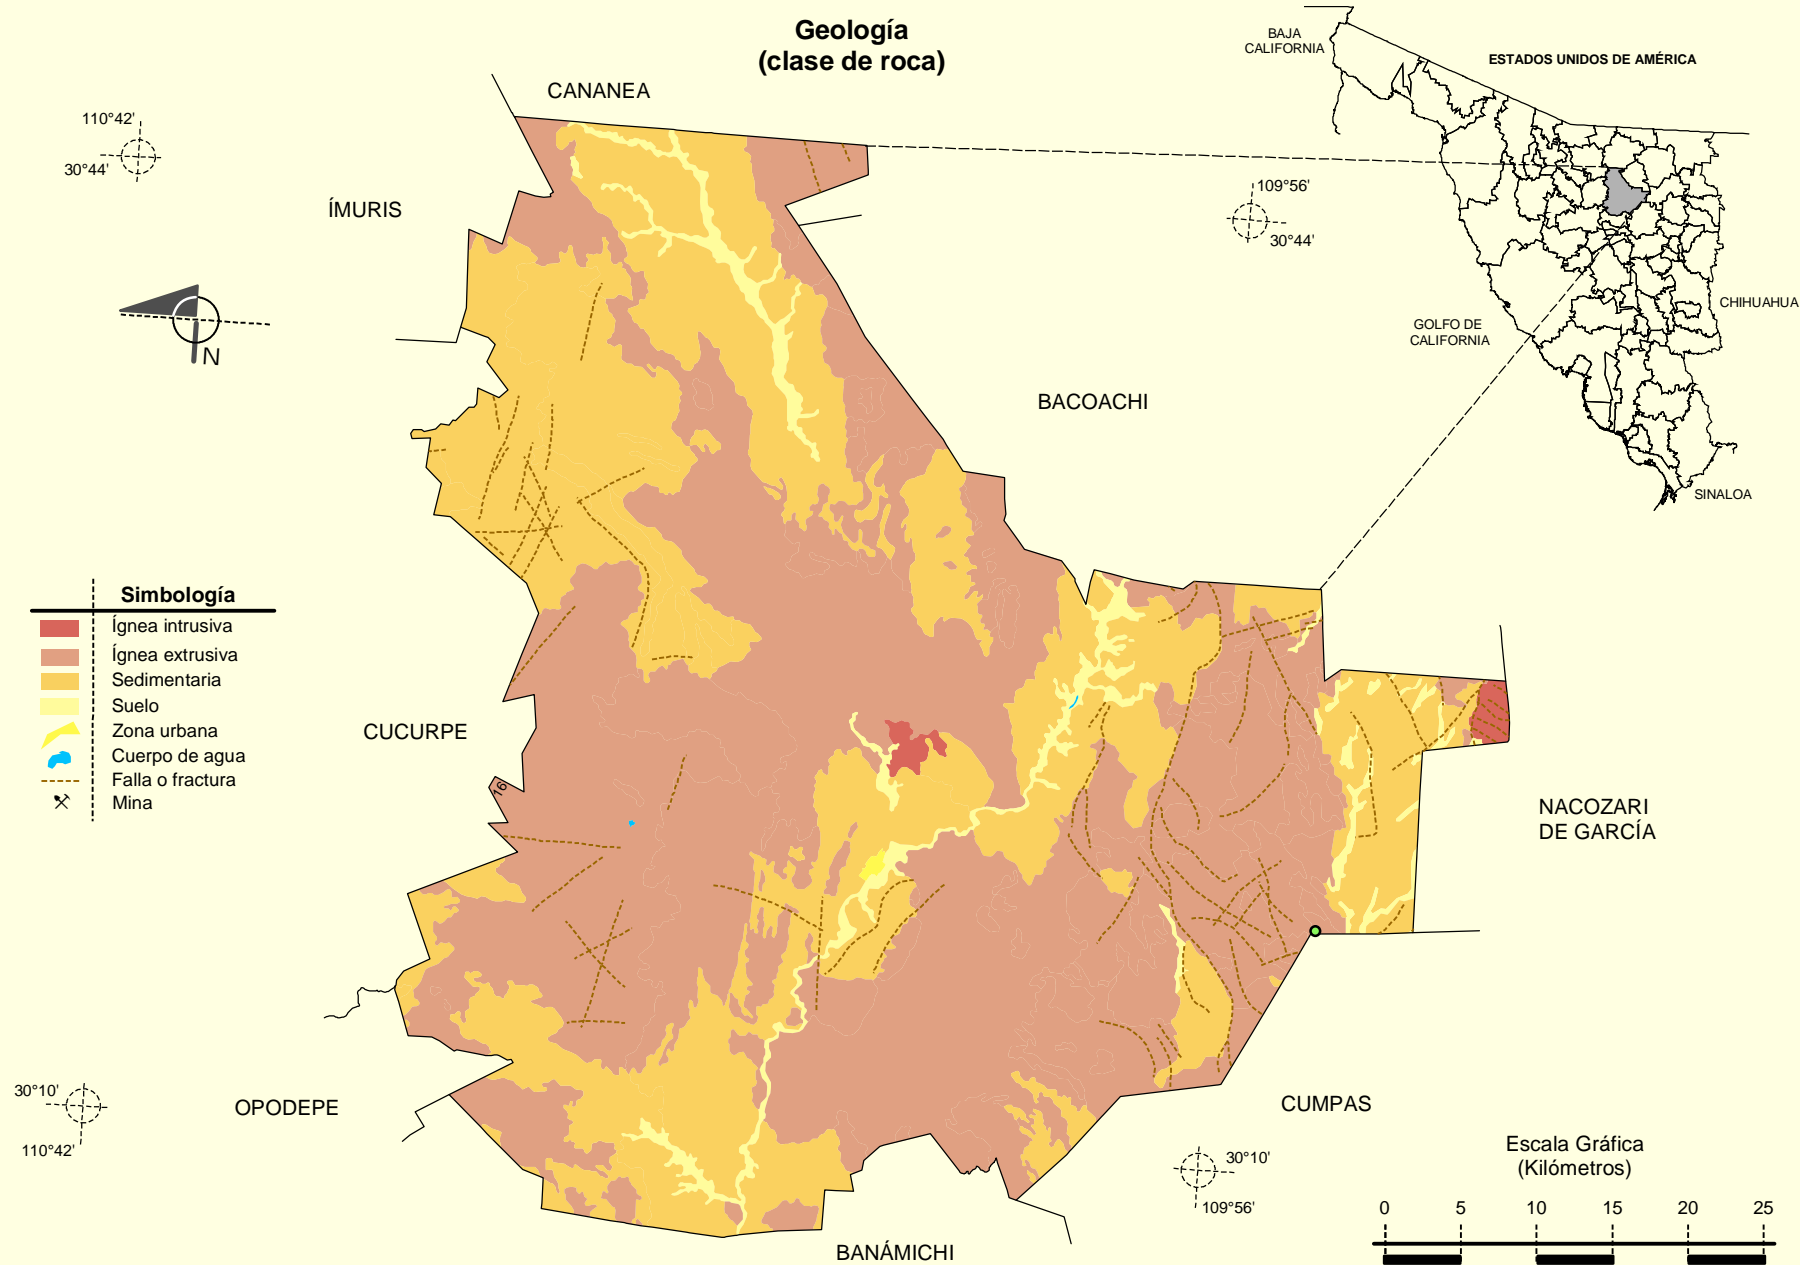 Geología
(clase de roca)
BAJA
CALIFORNIA
ESTADOS UNIDOS DE AMÉRICA
CANANEA
110°42'
30°44'
109°56'
30°44'
ÍMURIS
CHIHUAHUA
GOLFO DE
CALIFORNIA
N
BACOACHI
SINALOA
Simbología
Ígnea intrusiva
Ígnea extrusiva
Sedimentaria
Suelo
Zona urbana
Cuerpo de agua
Falla o fractura
Mina
CUCURPE
16
NACOZARI
DE GARCÍA
30°10'
110°42'
OPODEPE
CUMPAS
30°10'
109°56'
BANÁMICHI
Escala Gráfica
(Kilómetros)
0 5 10 15 20 25